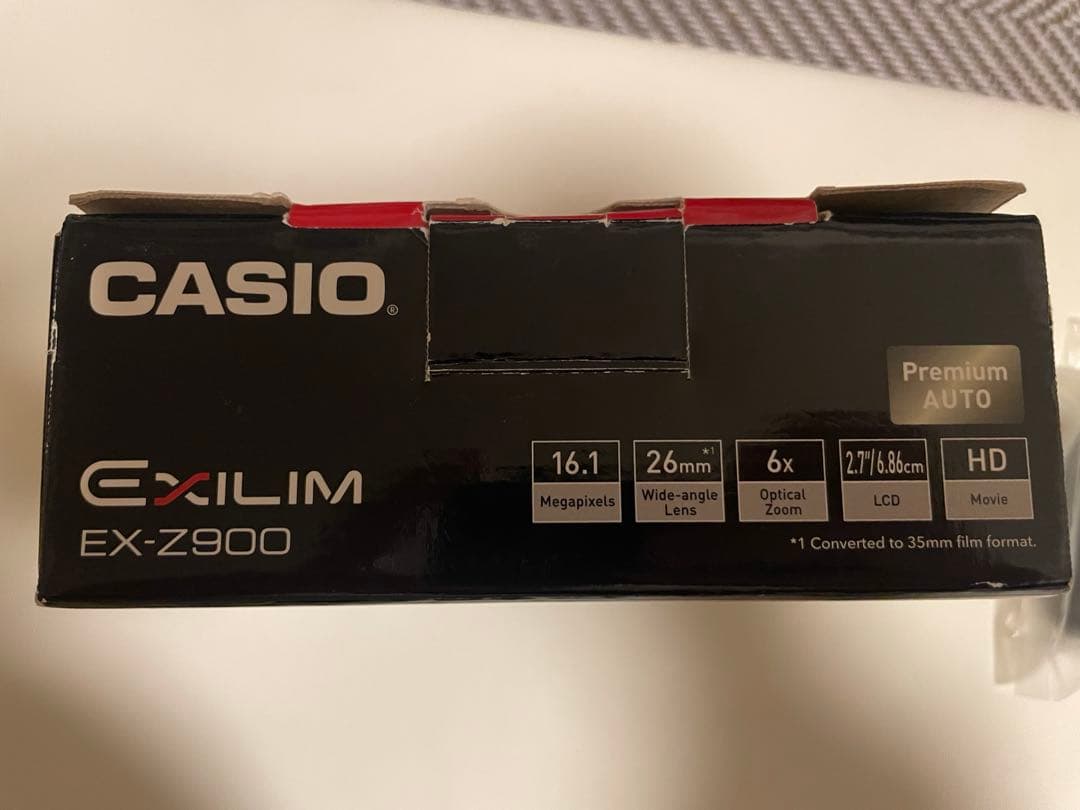 CASIO®
Premium
AUTO
EXILIM
EX-Z900
16.1
Megapixels
26mm*1
Wide-angle
Lens
6x
Optical
Zoom
2.7"/6.86cm
LCD
HD
Movie
*1 Converted to 35mm film format.